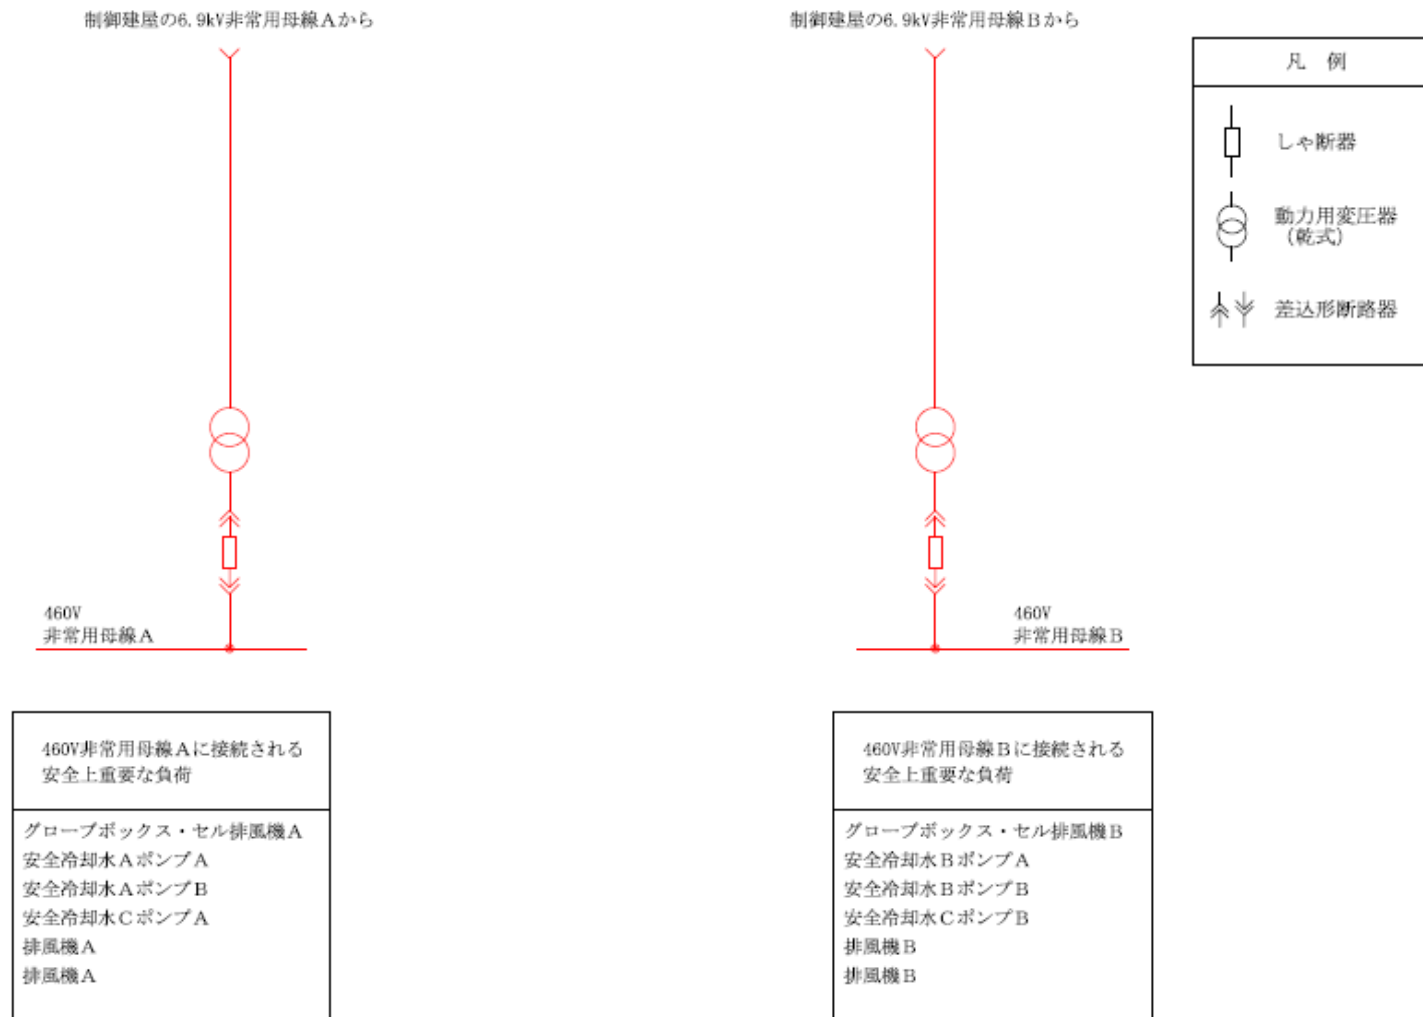 制御建屋の6.9kV非常用母線Aから
制御建屋の6.9kV非常用母線Bから
凡 例
しゃ断器
動力用変圧器
(乾式)
差込形断路器
460V
非常用母線A
460V
非常用母線B
460V非常用母線Aに接続される
安全上重要な負荷
グローブボックス・セル排風機A
安全冷却水AポンプA
安全冷却水AポンプB
安全冷却水CポンプA
排風機A
排風機A
460V非常用母線Bに接続される
安全上重要な負荷
グローブボックス・セル排風機B
安全冷却水BポンプA
安全冷却水BポンプB
安全冷却水CポンプB
排風機B
排風機B